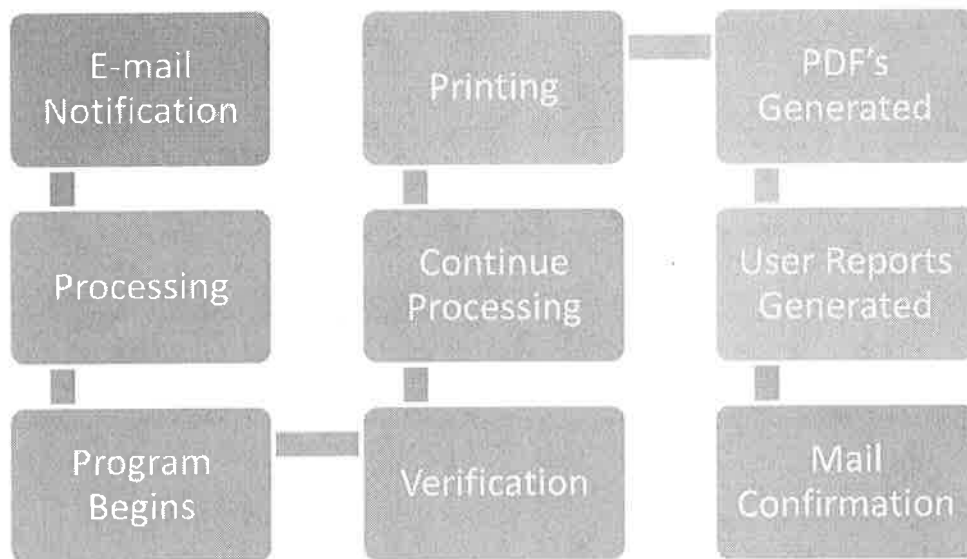 E-mail
Notification
Processing
Program
Begins
Verification
Continue
Processing
Printing
PDF's
Generated
User Reports
Generated
Mail
Confirmation